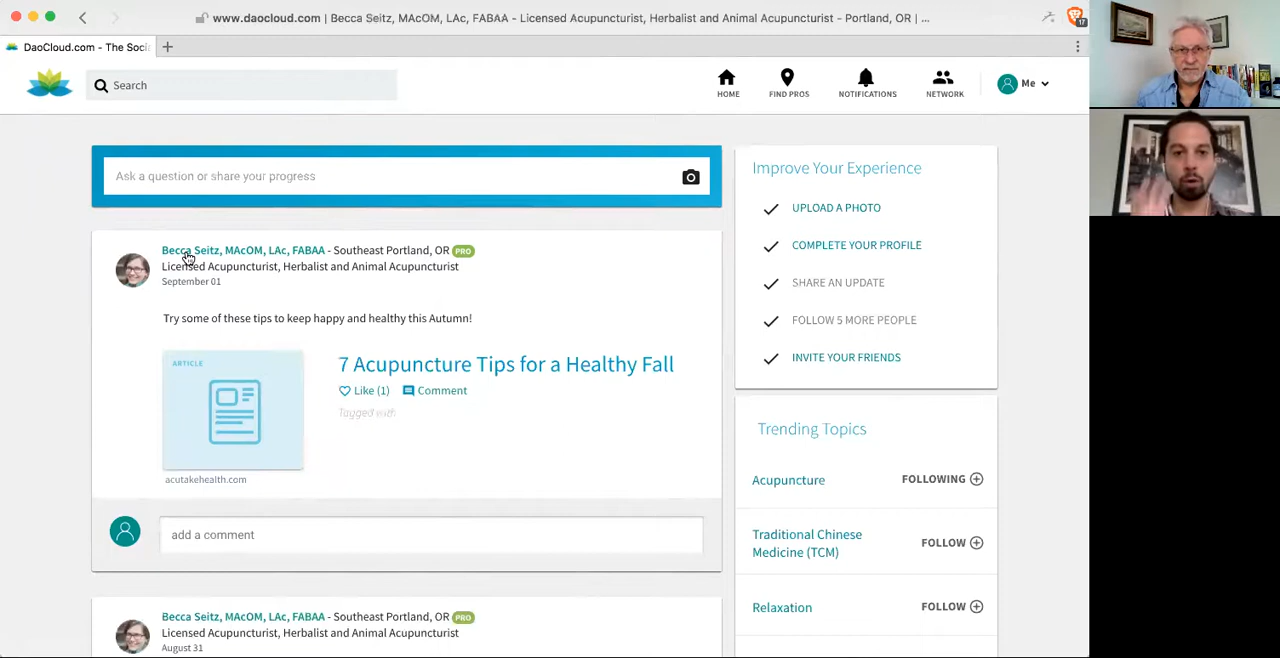 www.daocloud.com | Becca Seitz, MAcOM, LAc, FABAA - Licensed Acupuncturist, Herbalist and Animal Acupuncturist - Portland, OR | ...
17
DaoCloud.com - The Socia
Search
HOME
FIND PROS
NOTIFICATIONS
NETWORK
Me
Ask a question or share your progress
Becca Seitz, MAcOM, LAc, FABAA - Southeast Portland, OR PRO
Licensed Acupuncturist, Herbalist and Animal Acupuncturist
September 01
Try some of these tips to keep happy and healthy this Autumn!
ARTICLE
7 Acupuncture Tips for a Healthy Fall
Like (1) Comment
Tagged with
acutakehealth.com
add a comment
Becca Seitz, MAcOM, LAc, FABAA - Southeast Portland, OR PRO
Licensed Acupuncturist, Herbalist and Animal Acupuncturist
August 31
Improve Your Experience
UPLOAD A PHOTO
COMPLETE YOUR PROFILE
SHARE AN UPDATE
FOLLOW 5 MORE PEOPLE
INVITE YOUR FRIENDS
Trending Topics
Acupuncture FOLLOWING
Traditional Chinese
Medicine (TCM) FOLLOW
Relaxation FOLLOW